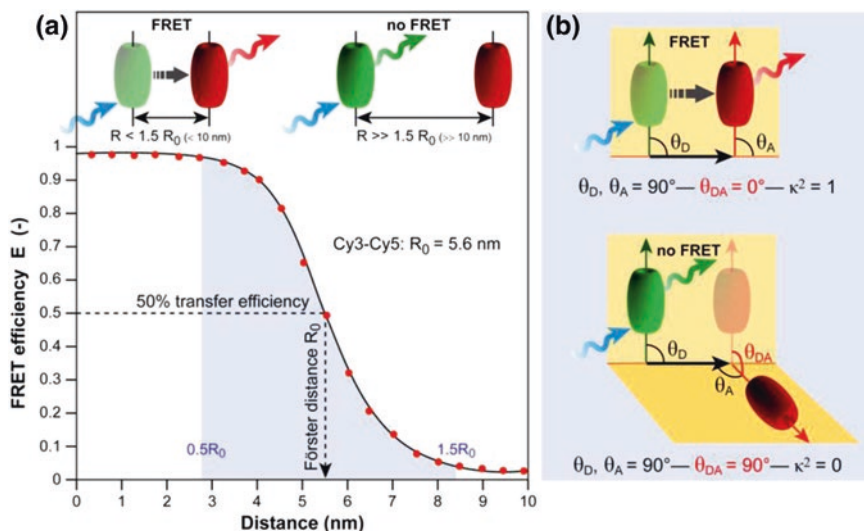 (a)
FRET
no FRET
R < 1.5 R₀ (< 10 nm)
R >> 1.5 R₀ (>> 10 nm)
FRET efficiency E (-)
1
0.9
0.8
0.7
0.6
0.5
0.4
0.3
0.2
0.1
0
Cy3-Cy5: R₀ = 5.6 nm
50% transfer efficiency
Förster distance R₀
0.5R₀
1.5R₀
0 1 2 3 4 5 6 7 8 9 10
Distance (nm)
(b)
FRET
θD
θA
θD, θA = 90°— θDA = 0°— κ² = 1
no FRET
θD
θDA
θA
θD, θA = 90°— θDA = 90°— κ² = 0